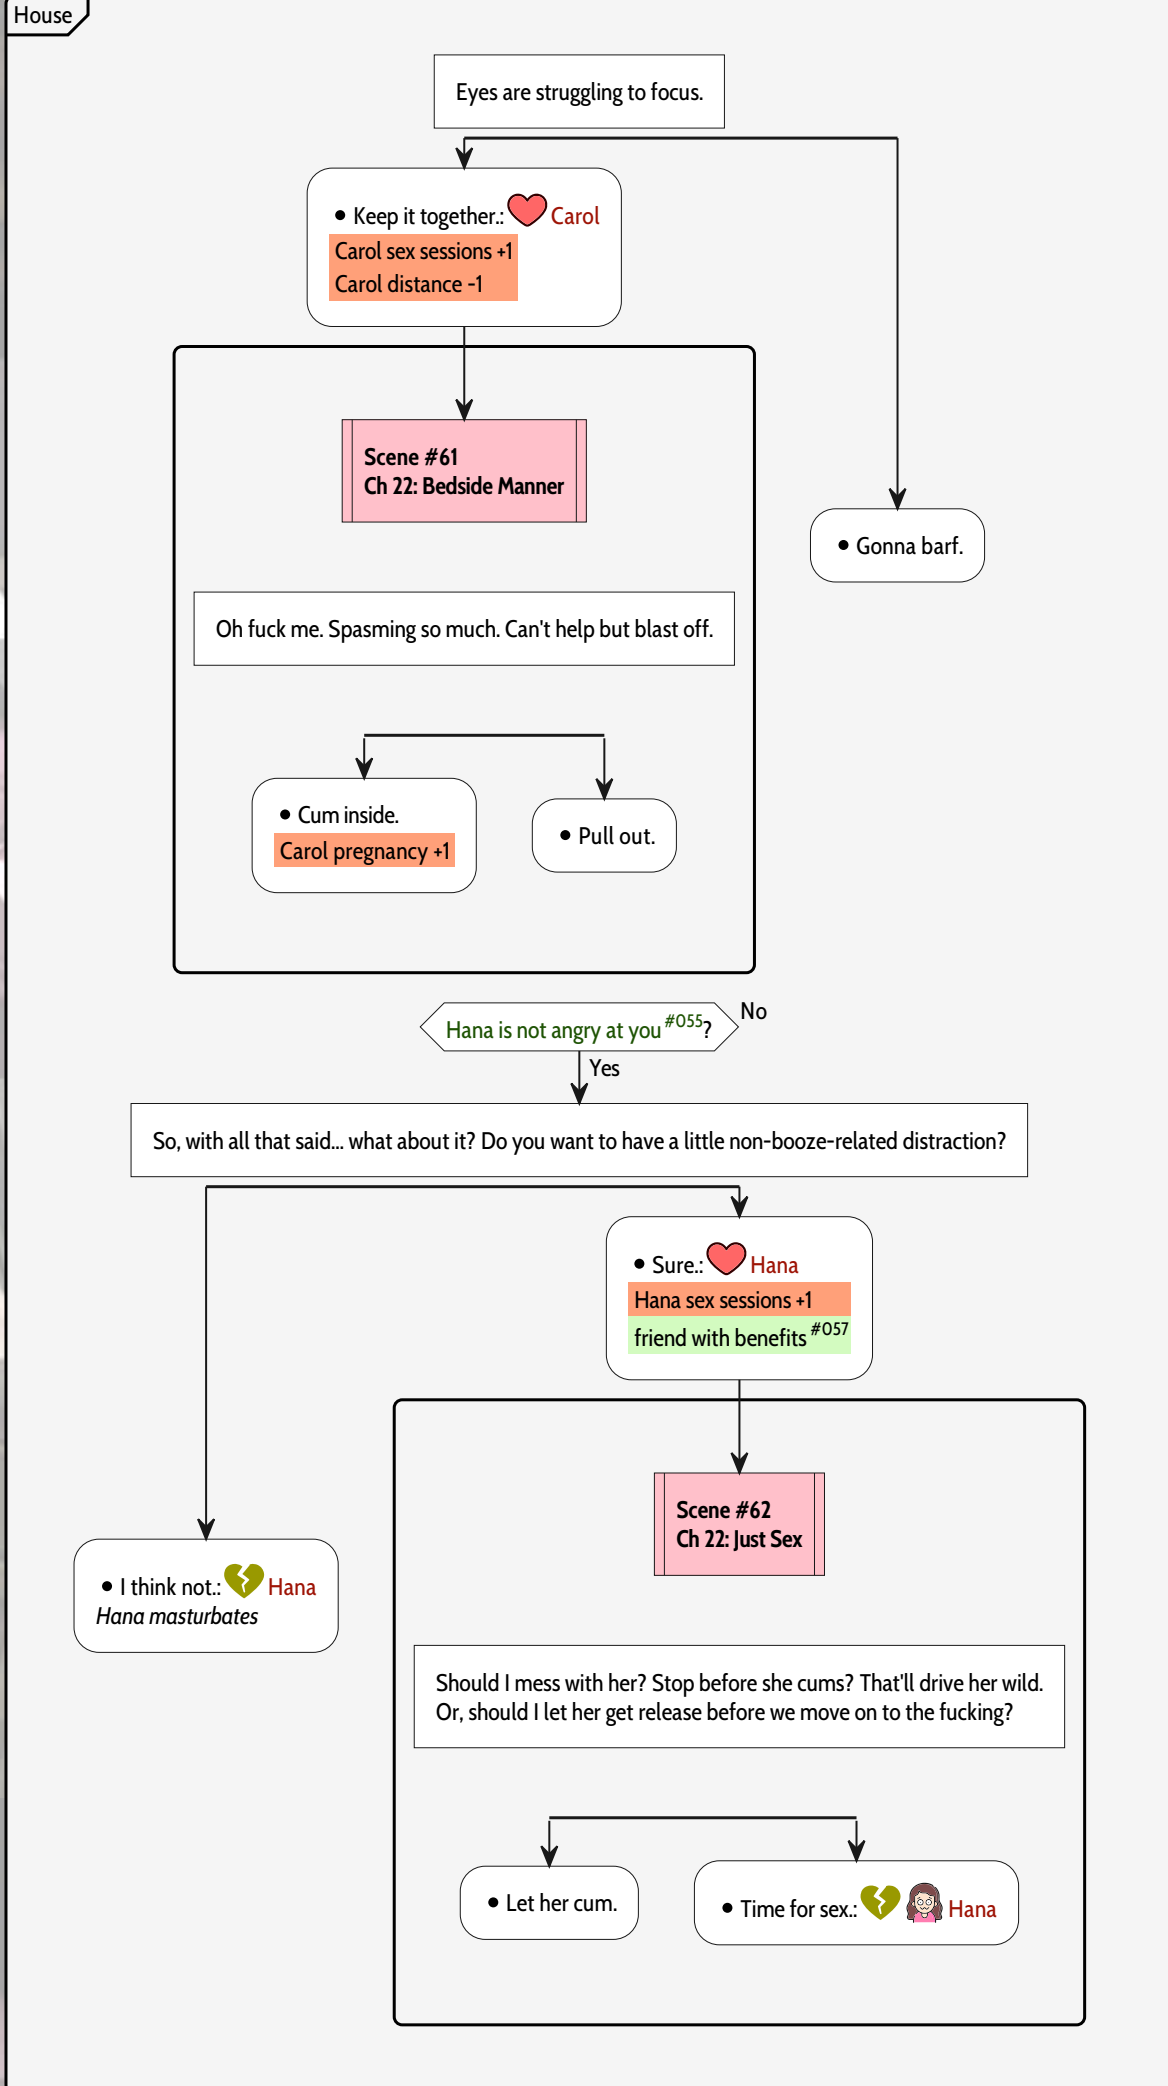 House
Eyes are struggling to focus.
• Keep it together.: Carol
Carol sex sessions +1
Carol distance -1
• Gonna barf.
Scene #61
Ch 22: Bedside Manner
Oh fuck me. Spasming so much. Can't help but blast off.
• Cum inside.
Carol pregnancy +1
• Pull out.
Hana is not angry at you #055?
No
Yes
So, with all that said... what about it? Do you want to have a little non-booze-related distraction?
• Sure.: Hana
Hana sex sessions +1
friend with benefits #057
• I think not.: Hana
Hana masturbates
Scene #62
Ch 22: Just Sex
Should I mess with her? Stop before she cums? That'll drive her wild.
Or, should I let her get release before we move on to the fucking?
• Let her cum.
• Time for sex.: Hana